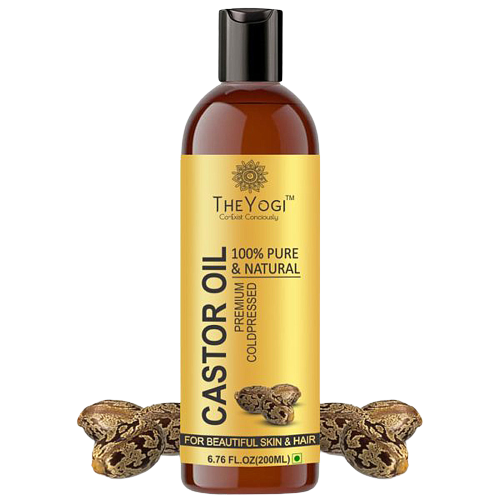 THEYOGI™
Co-Exist Conciously
CASTOR OIL
100% PURE
& NATURAL
PREMIUM
COLDPRESSED
FOR BEAUTIFUL SKIN & HAIR
6.76 FL.OZ(200ML)